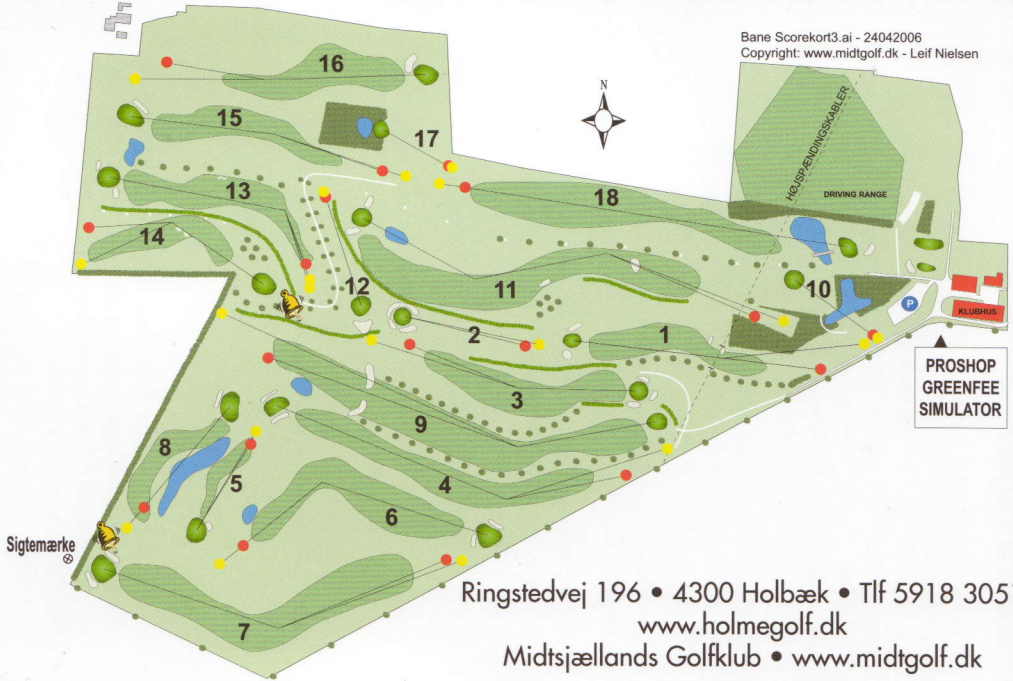 Bane Scorekort3.ai - 24042006
Copyright: www.midtgolf.dk - Leif Nielsen
16
N
HØJSPÆNDINGSKABLER
15
17
13
18
DRIVING RANGE
14
12
11
10
P
KLUBHUS
2
1
PROSHOP
GREENFEE
SIMULATOR
3
9
8
5
4
6
Sigtemærke
7
Ringstedvej 196 • 4300 Holbæk • Tlf 5918 3051
www.holmegolf.dk
Midtsjællands Golfklub • www.midtgolf.dk